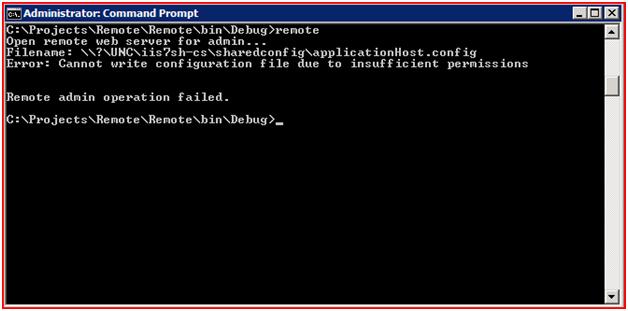 Administrator: Command Prompt
C:\Projects\Remote\Remote\bin\Debug>remote
Open remote web server for admin...
Filename: \\?\UNC\iis7sh-cs\sharedconfig\applicationHost.config
Error: Cannot write configuration file due to insufficient permissions
Remote admin operation failed.
C:\Projects\Remote\Remote\bin\Debug>_